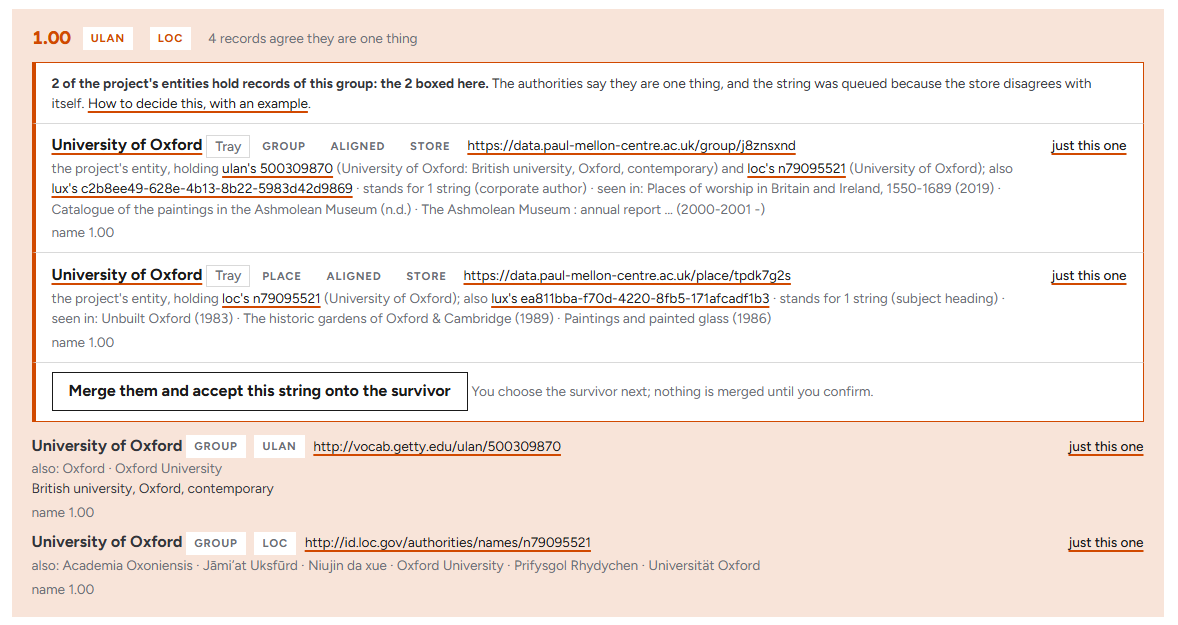 1.00 ULAN LOC 4 records agree they are one thing
2 of the project's entities hold records of this group: the 2 boxed here. The authorities say they are one thing, and the string was queued because the store disagrees with
itself. How to decide this, with an example.
University of Oxford Tray GROUP ALIGNED STORE https://data.paul-mellon-centre.ac.uk/group/j8znsxnd just this one
the project's entity, holding ulan's 500309870 (University of Oxford: British university, Oxford, contemporary) and loc's n79095521 (University of Oxford); also
lux's c2b8ee49-628e-4b13-8b22-5983d42d9869 · stands for 1 string (corporate author) · seen in: Places of worship in Britain and Ireland, 1550-1689 (2019) ·
Catalogue of the paintings in the Ashmolean Museum (n.d.) · The Ashmolean Museum : annual report ... (2000-2001 -)
name 1.00
University of Oxford Tray PLACE ALIGNED STORE https://data.paul-mellon-centre.ac.uk/place/tpdk7g2s just this one
the project's entity, holding loc's n79095521 (University of Oxford); also lux's ea811bba-f70d-4220-8fb5-171afcadf1b3 · stands for 1 string (subject heading) ·
seen in: Unbuilt Oxford (1983) · The historic gardens of Oxford & Cambridge (1989) · Paintings and painted glass (1986)
name 1.00
Merge them and accept this string onto the survivor You choose the survivor next; nothing is merged until you confirm.
University of Oxford GROUP ULAN http://vocab.getty.edu/ulan/500309870 just this one
also: Oxford · Oxford University
British university, Oxford, contemporary
name 1.00
University of Oxford GROUP LOC http://id.loc.gov/authorities/names/n79095521 just this one
also: Academia Oxoniensis · Jāmiʻat Uksfūrd · Niujin da xue · Oxford University · Prifysgol Rhydychen · Universität Oxford
name 1.00